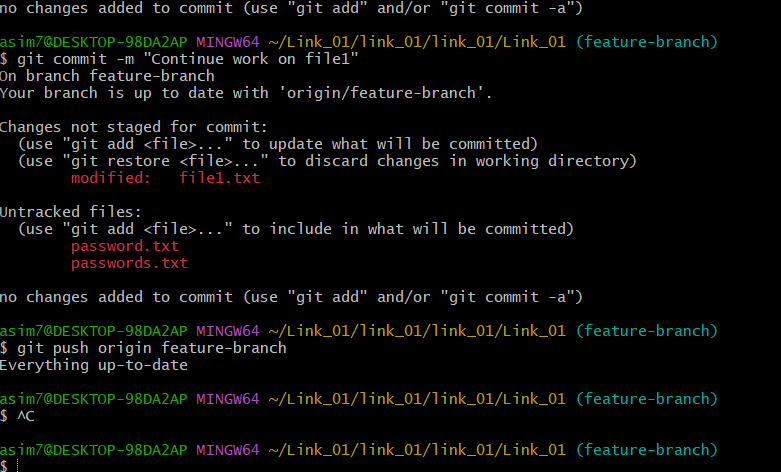 no changes added to commit (use "git add" and/or "git commit -a")
asim7@DESKTOP-98DA2AP MINGW64 ~/Link_01/link_01/link_01/Link_01 (feature-branch)
$ git commit -m "Continue work on file1"
On branch feature-branch
Your branch is up to date with 'origin/feature-branch'.
Changes not staged for commit:
(use "git add <file>..." to update what will be committed)
(use "git restore <file>..." to discard changes in working directory)
modified: file1.txt
Untracked files:
(use "git add <file>..." to include in what will be committed)
password.txt
passwords.txt
no changes added to commit (use "git add" and/or "git commit -a")
asim7@DESKTOP-98DA2AP MINGW64 ~/Link_01/link_01/link_01/Link_01 (feature-branch)
$ git push origin feature-branch
Everything up-to-date
asim7@DESKTOP-98DA2AP MINGW64 ~/Link_01/link_01/link_01/Link_01 (feature-branch)
$ ^C
asim7@DESKTOP-98DA2AP MINGW64 ~/Link_01/link_01/link_01/Link_01 (feature-branch)
$